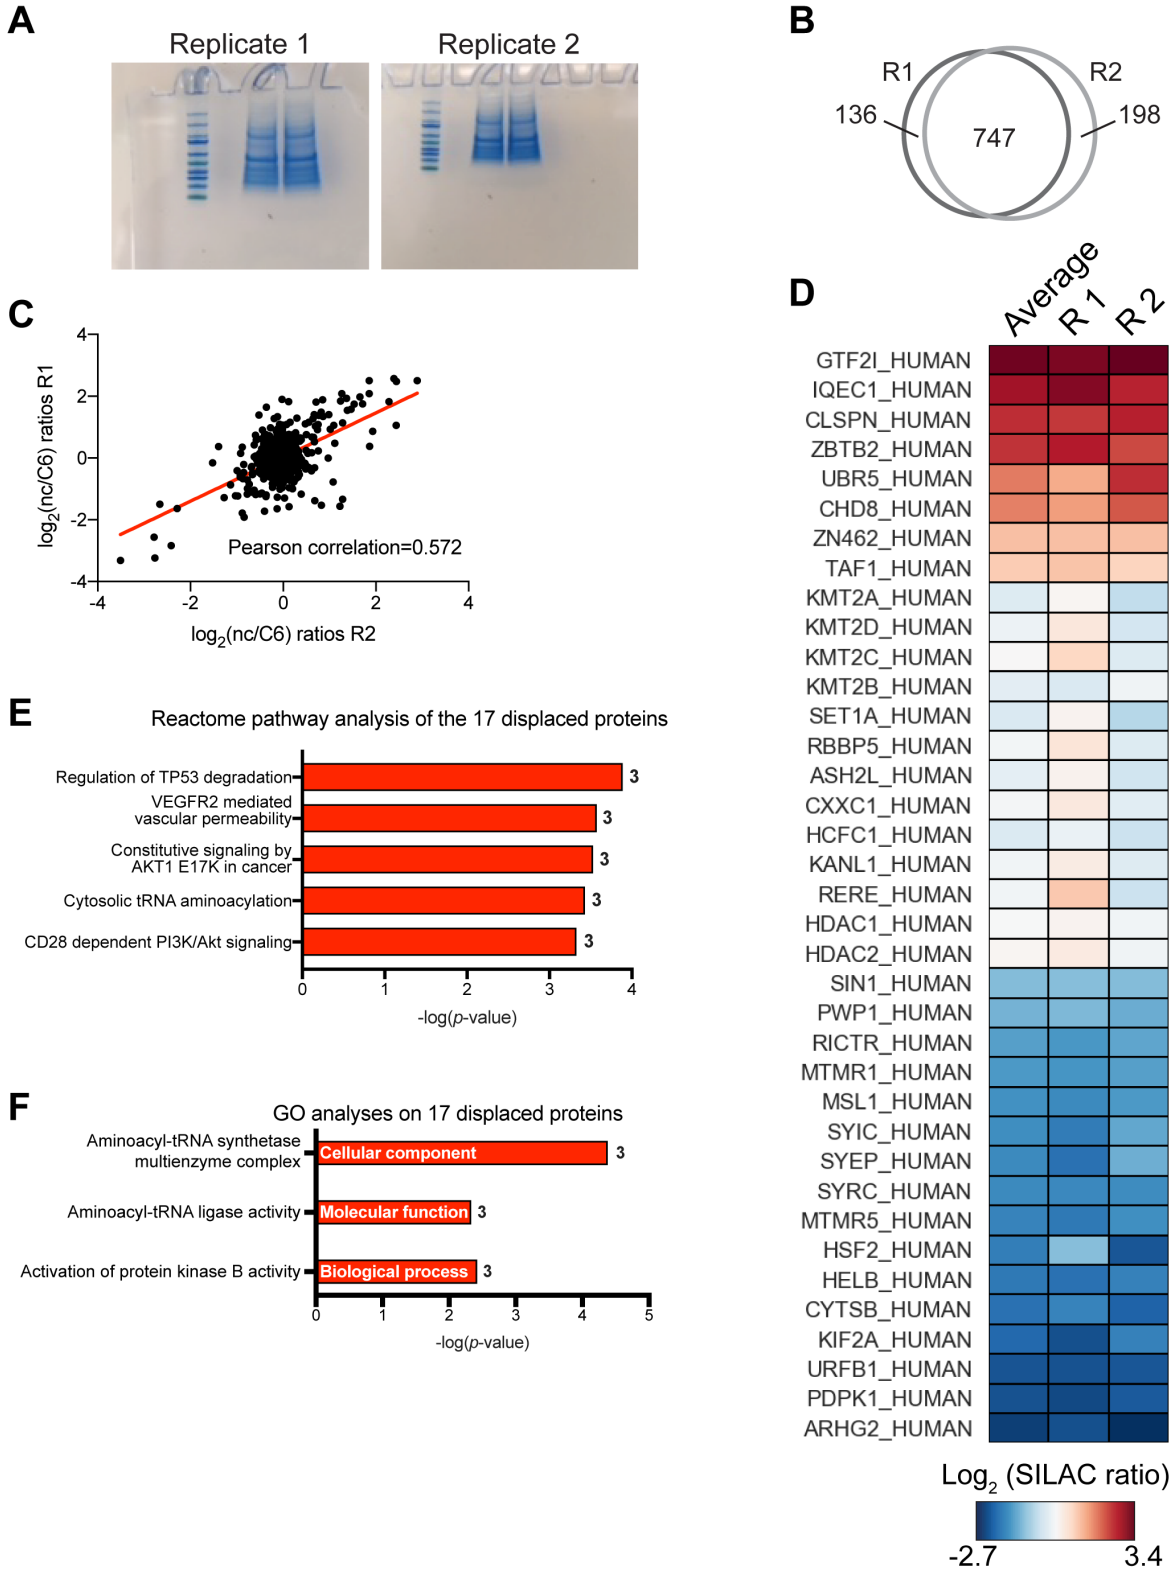 A
Replicate 1
Replicate 2
B
R1
R2
136
747
198
C
log2(nc/C6) ratios R1
4
2
0
-2
-4
Pearson correlation=0.572
-4
-2
0
2
4
log2(nc/C6) ratios R2
D
Average
R 1
R 2
GTF2I_HUMAN
IQEC1_HUMAN
CLSPN_HUMAN
ZBTB2_HUMAN
UBR5_HUMAN
CHD8_HUMAN
ZN462_HUMAN
TAF1_HUMAN
KMT2A_HUMAN
KMT2D_HUMAN
KMT2C_HUMAN
KMT2B_HUMAN
SET1A_HUMAN
RBBP5_HUMAN
ASH2L_HUMAN
CXXC1_HUMAN
HCFC1_HUMAN
KANL1_HUMAN
RERE_HUMAN
HDAC1_HUMAN
HDAC2_HUMAN
SIN1_HUMAN
PWP1_HUMAN
RICTR_HUMAN
MTMR1_HUMAN
MSL1_HUMAN
SYIC_HUMAN
SYEP_HUMAN
SYRC_HUMAN
MTMR5_HUMAN
HSF2_HUMAN
HELB_HUMAN
CYTSB_HUMAN
KIF2A_HUMAN
URFB1_HUMAN
PDPK1_HUMAN
ARHG2_HUMAN
Log2 (SILAC ratio)
-2.7
3.4
E
Reactome pathway analysis of the 17 displaced proteins
Regulation of TP53 degradation
3
VEGFR2 mediated
vascular permeability
3
Constitutive signaling by
AKT1 E17K in cancer
3
Cytosolic tRNA aminoacylation
3
CD28 dependent PI3K/Akt signaling
3
0
1
2
3
4
-log(p-value)
F
GO analyses on 17 displaced proteins
Aminoacyl-tRNA synthetase
multienzyme complex
Cellular component
3
Aminoacyl-tRNA ligase activity
Molecular function
3
Activation of protein kinase B activity
Biological process
3
0
1
2
3
4
5
-log(p-value)